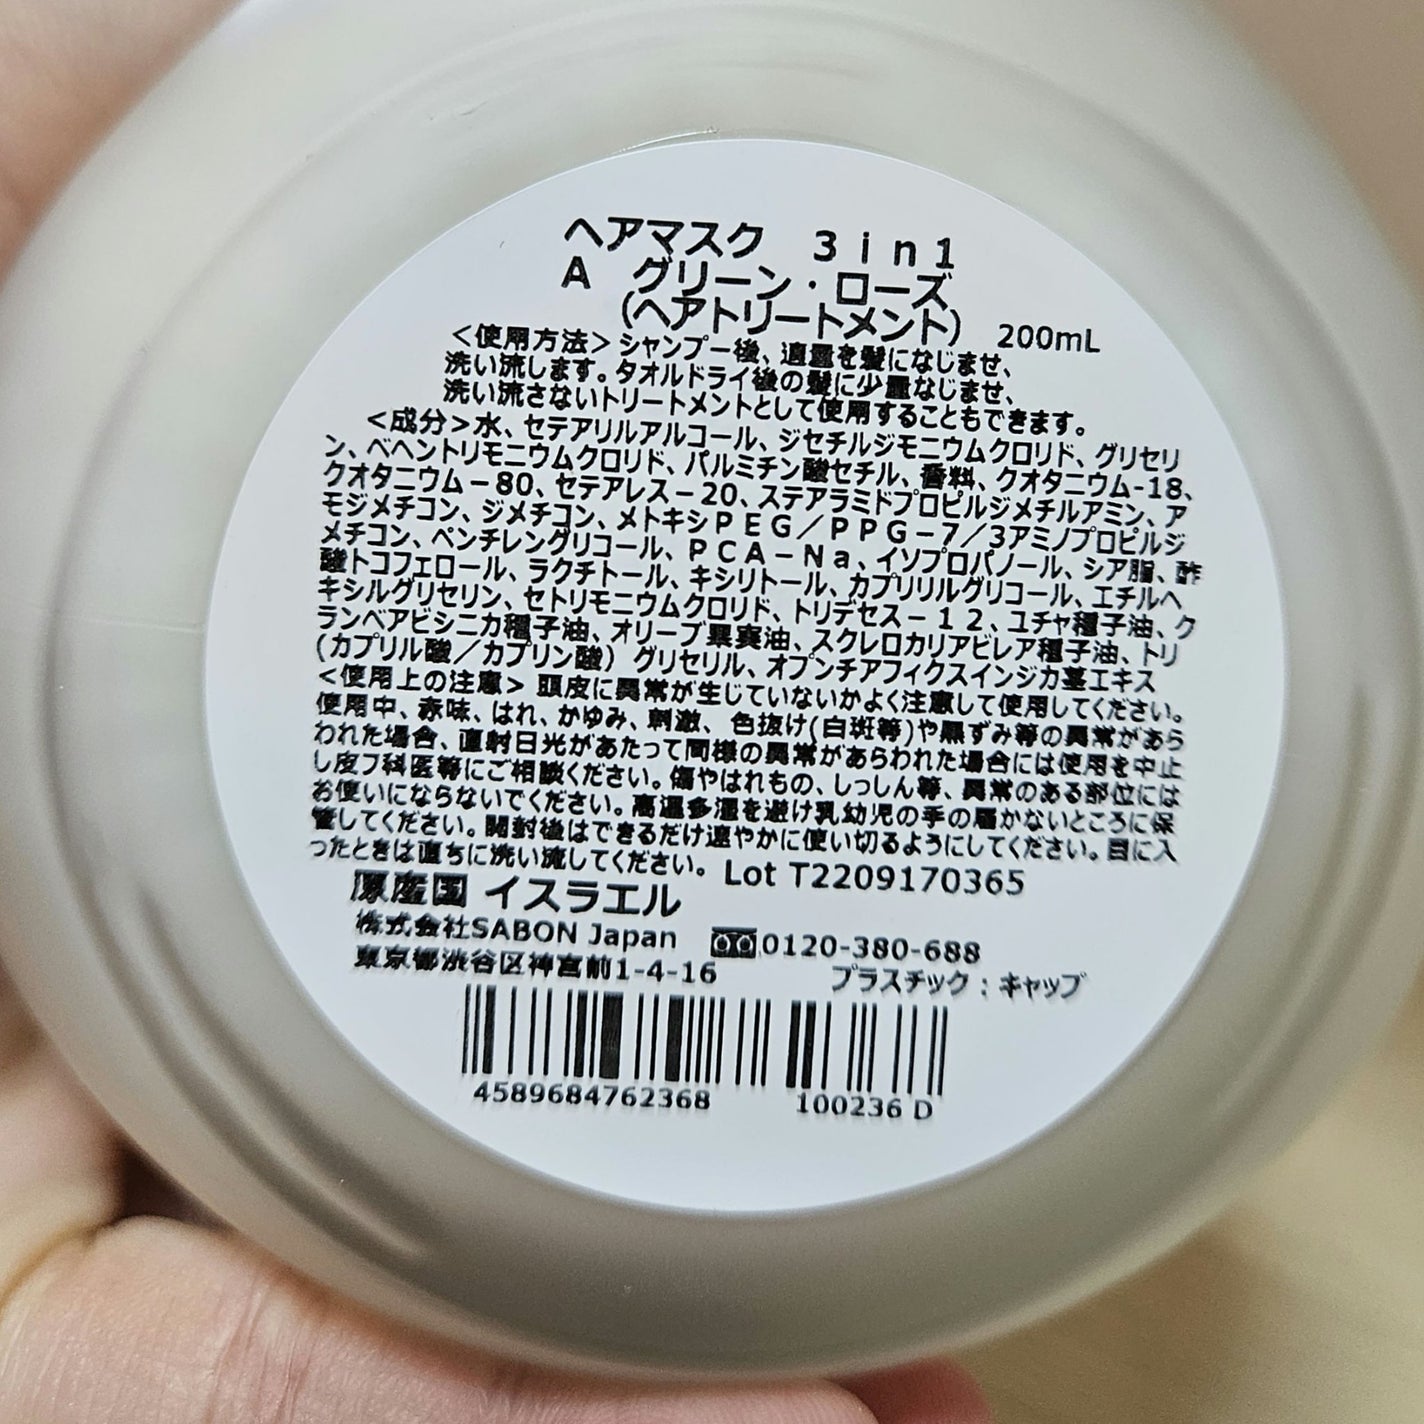 ヘアマスク　3in1
A　グリーン・ローズ
（ヘアトリートメント）　200mL
＜使用方法＞シャンプー後、適量を髪になじませ、
洗い流します。タオルドライ後の髪に少量なじませ、
洗い流さないトリートメントとして使用することもできます。
＜成分＞水、セテアリルアルコール、ジセチルジモニウムクロリド、グリセリ
ン、ベヘントリモニウムクロリド、パルミチン酸セチル、香料、クオタニウム-18、
クオタニウム－80、セテアレス－20、ステアラミドプロピルジメチルアミン、ア
モジメチコン、ジメチコン、メトキシPEG／PPG－7／3アミノプロピルジ
メチコン、ペンチレングリコール、PCA－Na、イソプロパノール、シア脂、酢
酸トコフェロール、ラクチトール、キシリトール、カプリリルグリコール、エチルヘ
キシルグリセリン、セトリモニウムクロリド、トリデセス－12、ユチャ種子油、ク
ランベアビシニカ種子油、オリーブ果実油、スクレロカリアビレア種子油、トリ
（カプリル酸／カプリン酸）グリセリル、オプンチアフィクスインジカ茎エキス
＜使用上の注意＞ 頭皮に異常が生じていないかよく注意して使用してください。
使用中、赤味、はれ、かゆみ、刺激、色抜け(白斑等)や黒ずみ等の異常があら
われた場合、直射日光があたって同様の異常があらわれた場合には使用を中止
し皮フ科医等にご相談ください。傷やはれもの、しっしん等、異常のある部位には
お使いにならないでください。高温多湿を避け乳幼児の手の届かないところに保
管してください。開封後はできるだけ速やかに使い切るようにしてください。目に入
ったときは直ちに洗い流してください。 Lot T2209170365
原産国 イスラエル
株式会社SABON Japan 0120-380-688
東京都渋谷区神宮前1-4-16 プラスチック：キャップ
4589684762368 100236 D